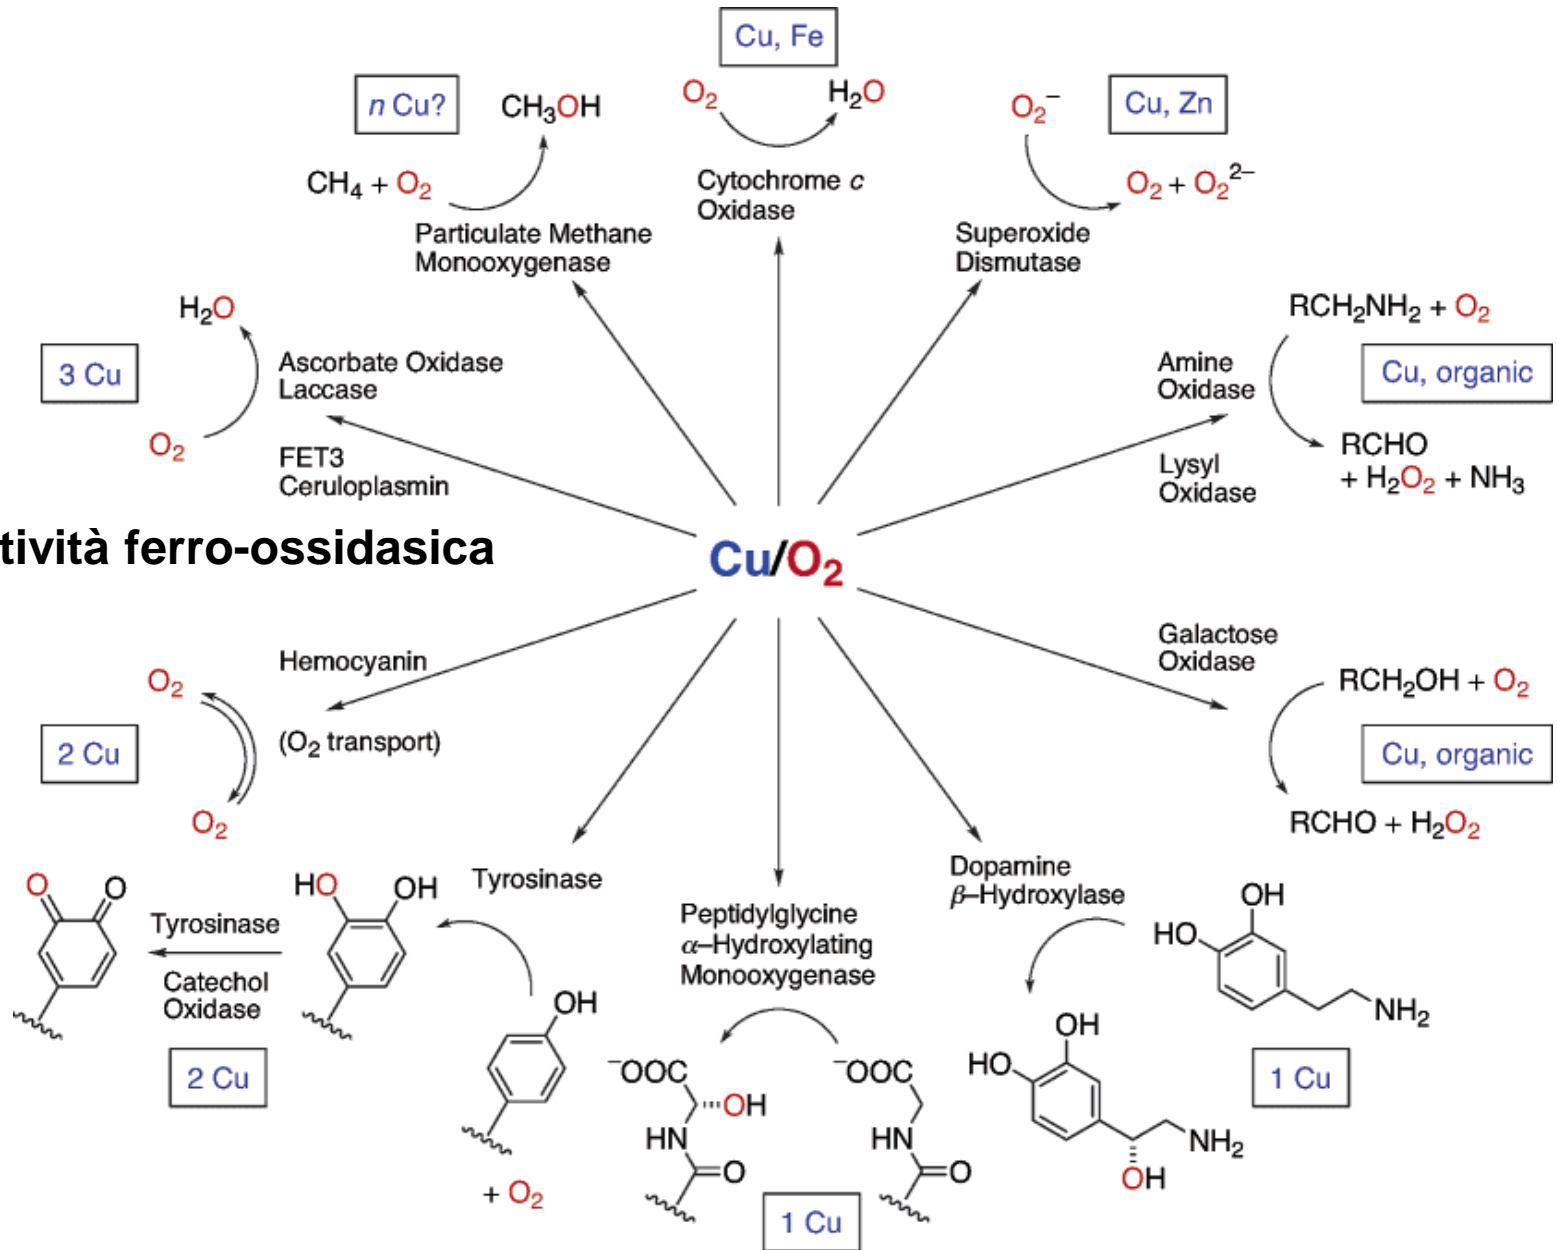 Cu, Fe
O₂
H₂O
Cytochrome c
Oxidase
n Cu?
CH₃OH
CH₄ + O₂
Particulate Methane
Monooxygenase
O₂⁻
Cu, Zn
O₂ + O₂²⁻
Superoxide
Dismutase
H₂O
3 Cu
O₂
Ascorbate Oxidase
Laccase
FET3
Ceruloplasmin
RCH₂NH₂ + O₂
Amine
Oxidase
Cu, organic
Lysyl
Oxidase
RCHO
+ H₂O₂ + NH₃
tività ferro-ossidasica
Cu/O₂
Hemocyanin
(O₂ transport)
O₂
2 Cu
O₂
Galactose
Oxidase
RCH₂OH + O₂
Cu, organic
RCHO + H₂O₂
O
O
Tyrosinase
Catechol
Oxidase
2 Cu
HO
OH
Tyrosinase
OH
+ O₂
Peptidylglycine
α–Hydroxylating
Monooxygenase
⁻OOC
OH
HN
O
⁻OOC
HN
O
1 Cu
Dopamine
β–Hydroxylase
OH
HO
NH₂
OH
HO
NH₂
OH
1 Cu